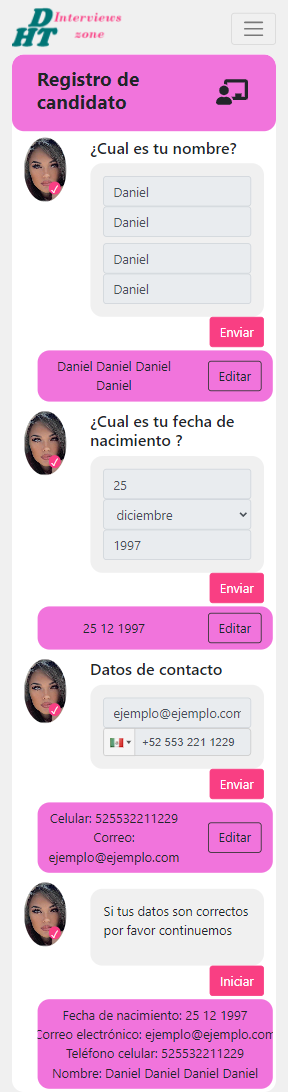 DHT Interviews
zone
Registro de
candidato
¿Cual es tu nombre?
Daniel
Daniel
Daniel
Daniel
Enviar
Daniel Daniel Daniel
Daniel
Editar
¿Cual es tu fecha de
nacimiento ?
25
diciembre
1997
Enviar
25 12 1997
Editar
Datos de contacto
ejemplo@ejemplo.com
+52 553 221 1229
Enviar
Celular: 525532211229
Correo:
ejemplo@ejemplo.com
Editar
Si tus datos son correctos
por favor continuemos
Iniciar
Fecha de nacimiento: 25 12 1997
Correo electrónico: ejemplo@ejemplo.com
Teléfono celular: 525532211229
Nombre: Daniel Daniel Daniel Daniel